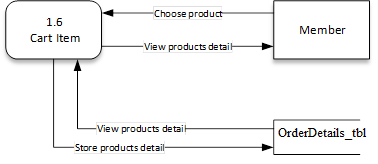 1.6
Cart Item
Choose product
Member
View products detail
View products detail
OrderDetails_tbl
Store products detail